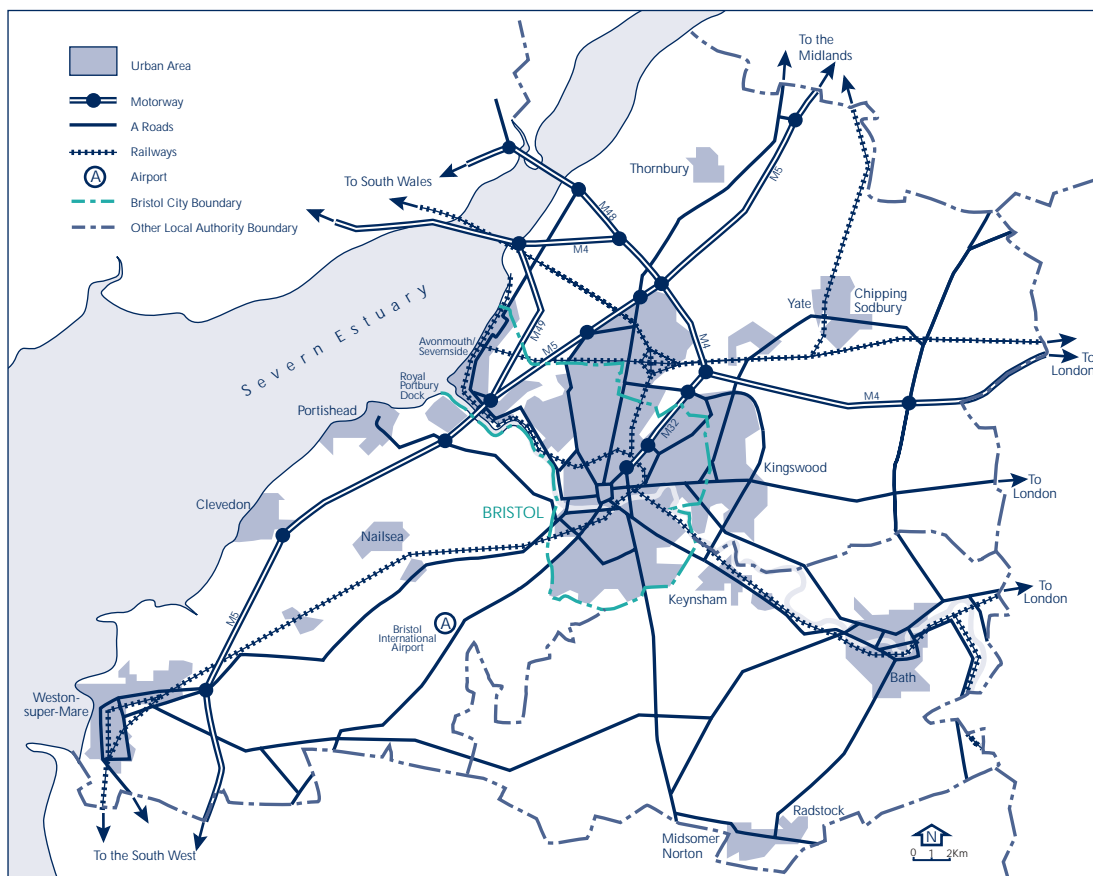 Urban Area
Motorway
A Roads
Railways
A
Airport
Bristol City Boundary
Other Local Authority Boundary
To the
Midlands
Thornbury
M5
To South Wales
M48
M4
Severn Estuary
M49
M5
Avonmouth/
Severnside
Royal
Portbury
Dock
Portishead
M4
Yate
Chipping
Sodbury
To
London
M4
M32
Kingswood
To
London
Clevedon
BRISTOL
Nailsea
Keynsham
To
London
M5
A
Bristol
International
Airport
Bath
Weston-
super-Mare
Radstock
Midsomer
Norton
To the South West
N
0 1 2Km